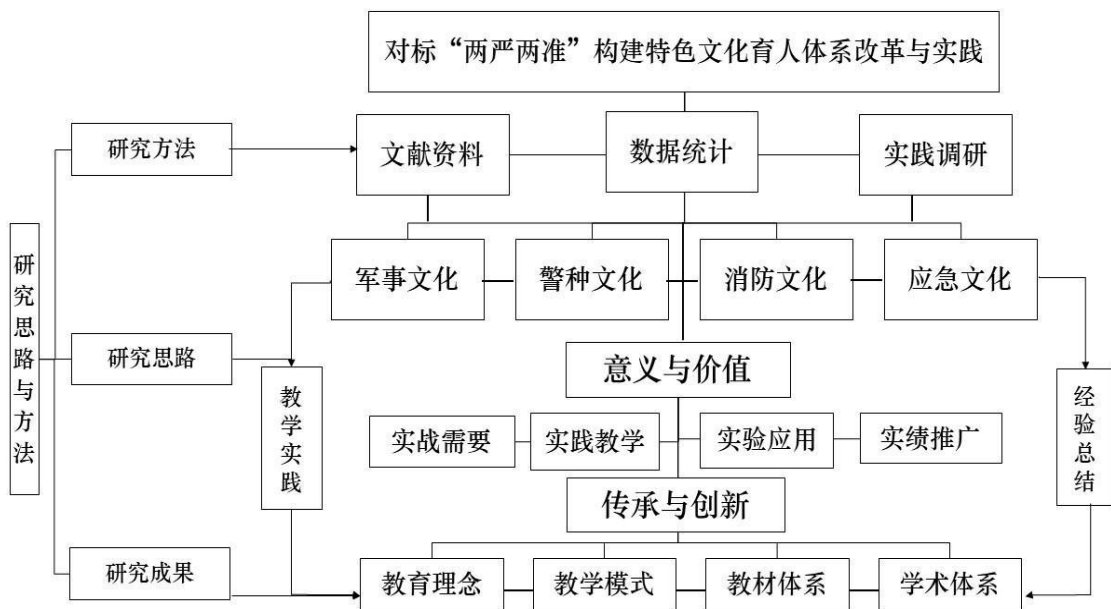 对标“两严两准”构建特色文化育人体系改革与实践
研究方法
文献资料
数据统计
实践调研
研究思路与方法
军事文化
警种文化
消防文化
应急文化
研究思路
教学实践
意义与价值
经验总结
实战需要
实践教学
实验应用
实绩推广
传承与创新
研究成果
教育理念
教学模式
教材体系
学术体系